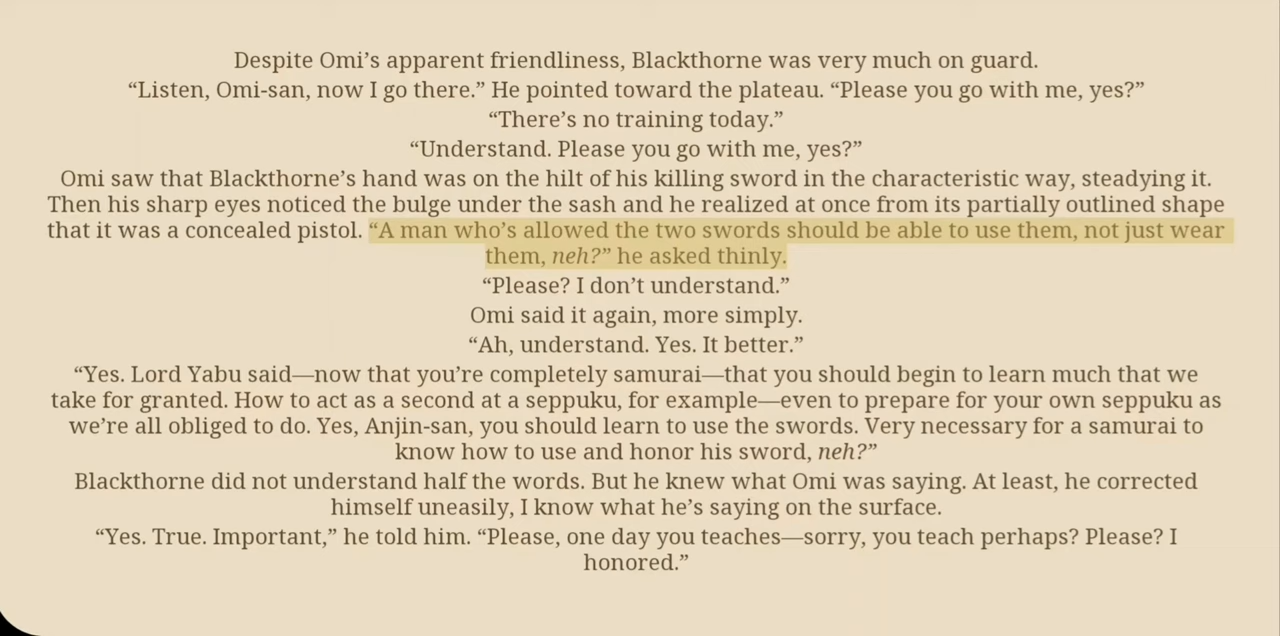 Despite Omi’s apparent friendliness, Blackthorne was very much on guard.
“Listen, Omi-san, now I go there.” He pointed toward the plateau. “Please you go with me, yes?”
“There’s no training today.”
“Understand. Please you go with me, yes?”
Omi saw that Blackthorne’s hand was on the hilt of his killing sword in the characteristic way, steadying it.
Then his sharp eyes noticed the bulge under the sash and he realized at once from its partially outlined shape
that it was a concealed pistol. “A man who’s allowed the two swords should be able to use them, not just wear
them, neh?” he asked thinly.
“Please? I don’t understand.”
Omi said it again, more simply.
“Ah, understand. Yes. It better.”
“Yes. Lord Yabu said—now that you’re completely samurai—that you should begin to learn much that we
take for granted. How to act as a second at a seppuku, for example—even to prepare for your own seppuku as
we’re all obliged to do. Yes, Anjin-san, you should learn to use the swords. Very necessary for a samurai to
know how to use and honor his sword, neh?”
Blackthorne did not understand half the words. But he knew what Omi was saying. At least, he corrected
himself uneasily, I know what he’s saying on the surface.
“Yes. True. Important,” he told him. “Please, one day you teaches—sorry, you teach perhaps? Please? I
honored.”